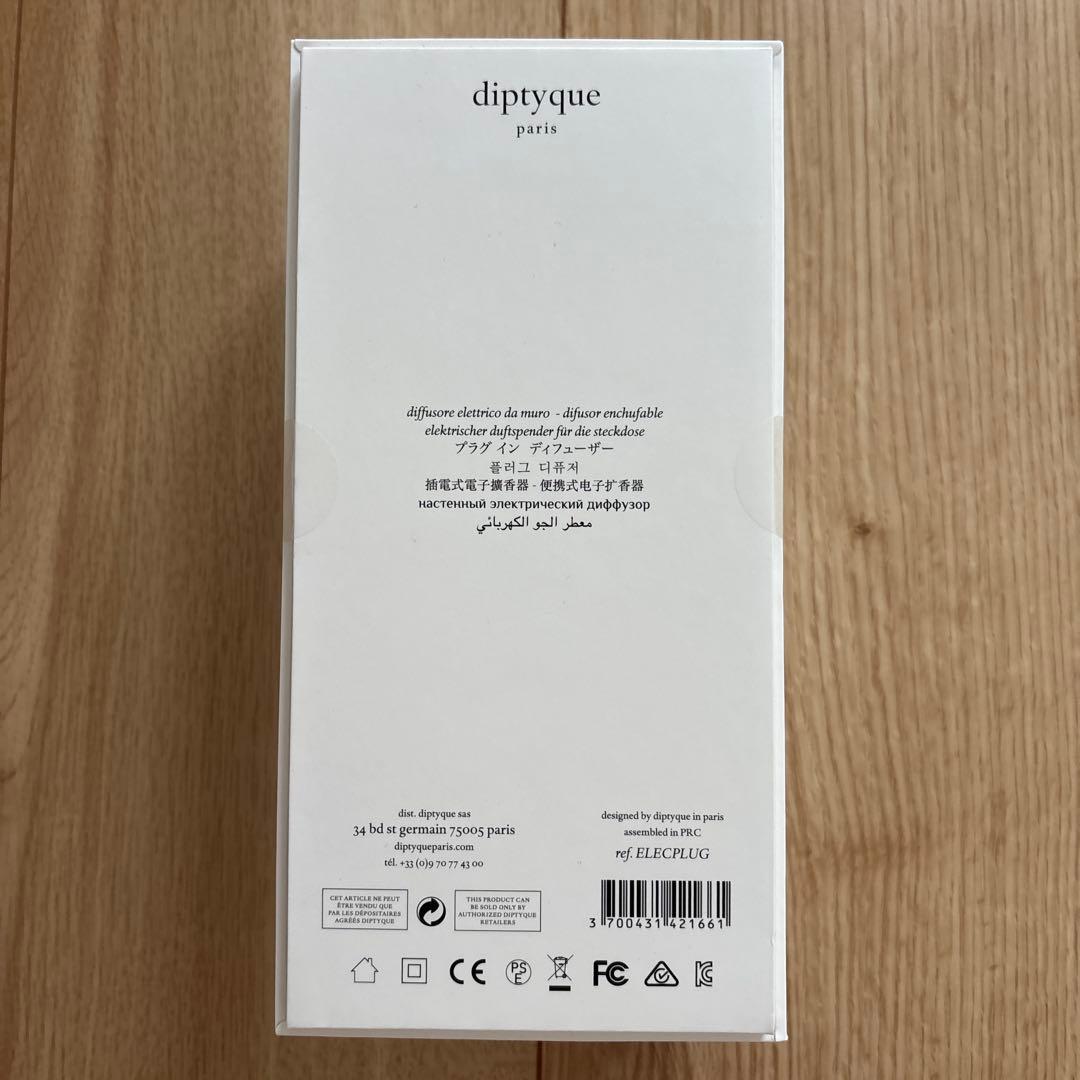 diptyque
paris
diffusore elettrico da muro - difusor enchufable
elektrischer duftspender für die steckdose
プラグ イン ディフューザー
플러그 디퓨저
插電式電子擴香器 - 便携式电子扩香器
настенный электрический диффузор
معطر الجو الكهربائي
dist. diptyque sas
34 bd st germain 75005 paris
diptyqueparis.com
tél. +33 (0)9 70 77 43 00
designed by diptyque in paris
assembled in PRC
ref. ELECPLUG
CET ARTICLE NE PEUT
ÊTRE VENDU QUE
PAR LES DÉPOSITAIRES
AGRÉÉS DIPTYQUE
THIS PRODUCT CAN
BE SOLD ONLY BY
AUTHORIZED DIPTYQUE
RETAILERS
3 700431 421661
CE
PS
E
FC